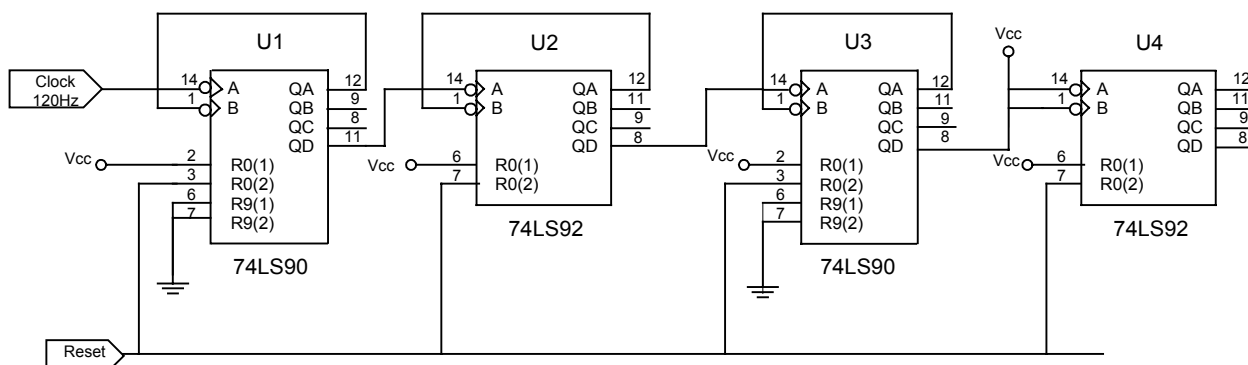 U1
U2
U3
U4
Vcc
Clock
120Hz
14 A QA 12
1 B QB 9
QC 8
QD 11
Vcc
2 R0(1)
3 R0(2)
6 R9(1)
7 R9(2)
74LS90
14 A QA 12
1 B QB 11
QC 9
QD 8
Vcc
6 R0(1)
7 R0(2)
74LS92
14 A QA 12
1 B QB 11
QC 9
QD 8
Vcc
2 R0(1)
3 R0(2)
6 R9(1)
7 R9(2)
74LS90
14 A QA 12
1 B QB 11
QC 9
QD 8
Vcc
6 R0(1)
7 R0(2)
74LS92
Reset